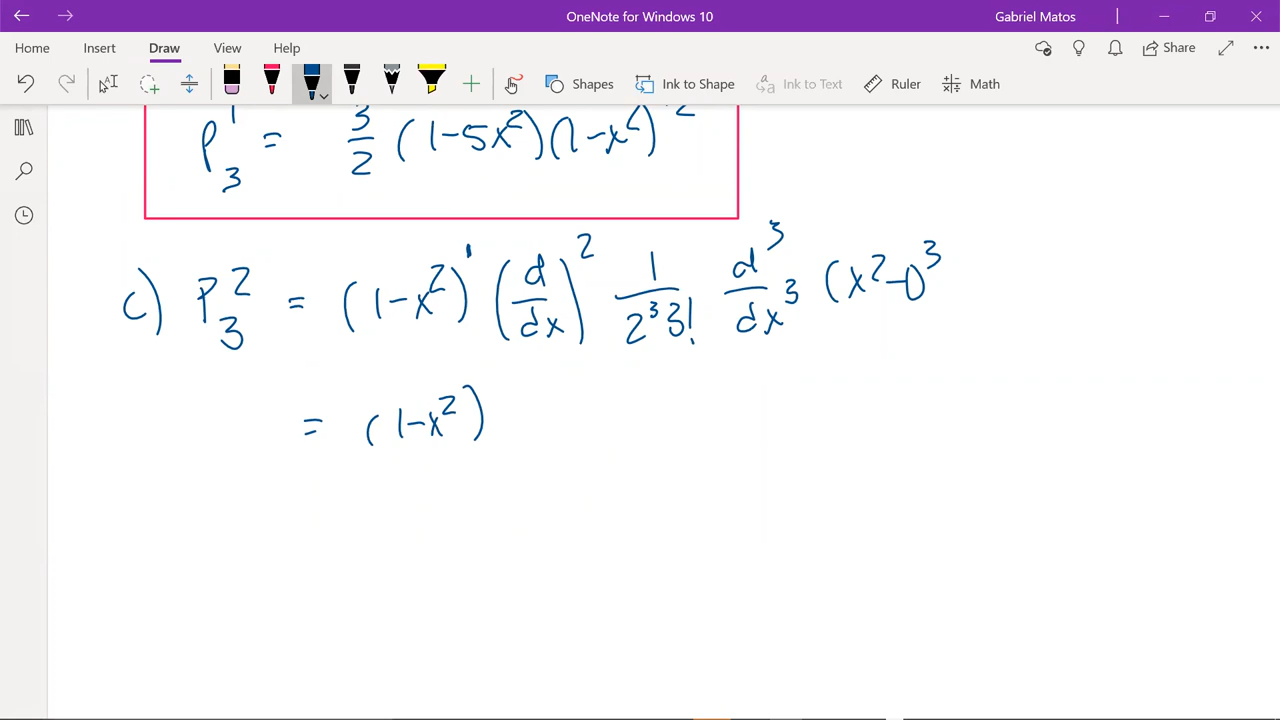 OneNote for Windows 10
Gabriel Matos
Home Insert Draw View Help
Share
Shapes Ink to Shape Ink to Text Ruler Math
P_3^1 = 3/2 (1-5x^2)(1-x^2)^{1/2}
c) P_3^2 = (1-x^2)^1 (d/dx)^2 1/(2^3 3!) d^3/dx^3 (x^2-1)^3
= (1-x^2)